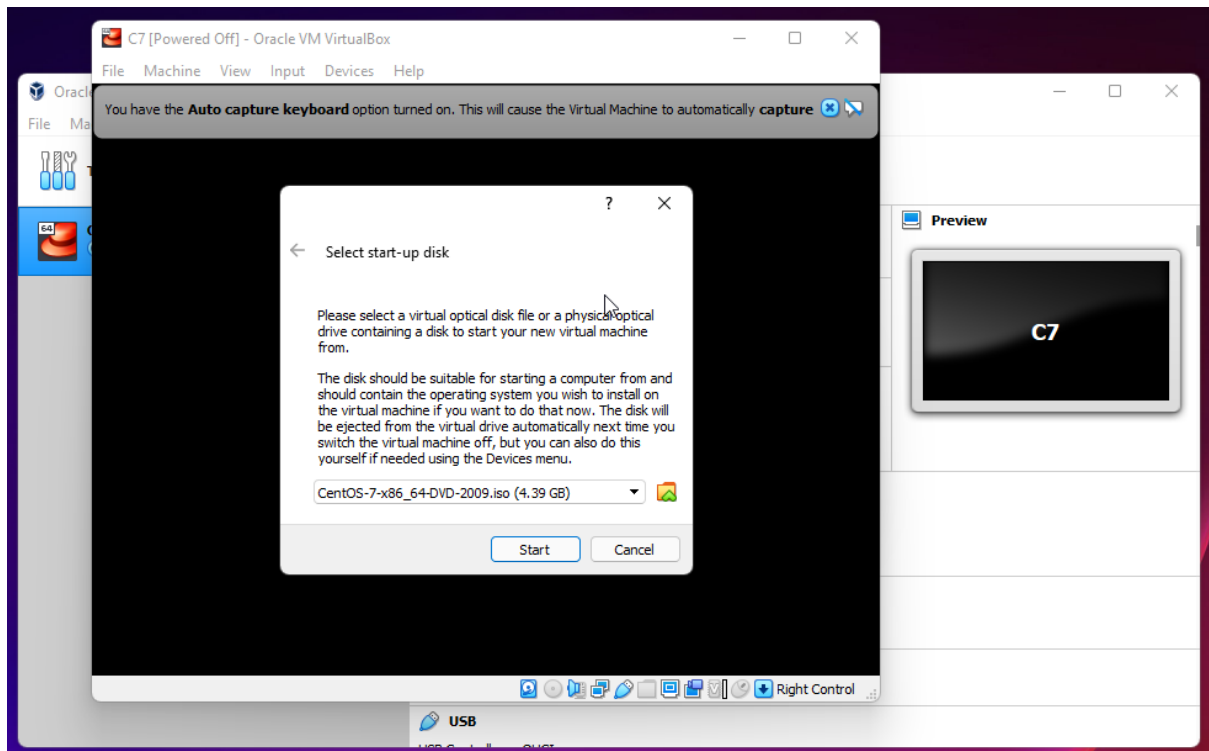 C7 [Powered Off] - Oracle VM VirtualBox
File Machine View Input Devices Help
Oracle
File Ma
You have the Auto capture keyboard option turned on. This will cause the Virtual Machine to automatically capture
64
Preview
C7
?
Select start-up disk
Please select a virtual optical disk file or a physical optical
drive containing a disk to start your new virtual machine
from.
The disk should be suitable for starting a computer from and
should contain the operating system you wish to install on
the virtual machine if you want to do that now. The disk will
be ejected from the virtual drive automatically next time you
switch the virtual machine off, but you can also do this
yourself if needed using the Devices menu.
CentOS-7-x86_64-DVD-2009.iso (4.39 GB)
Start Cancel
Right Control
USB